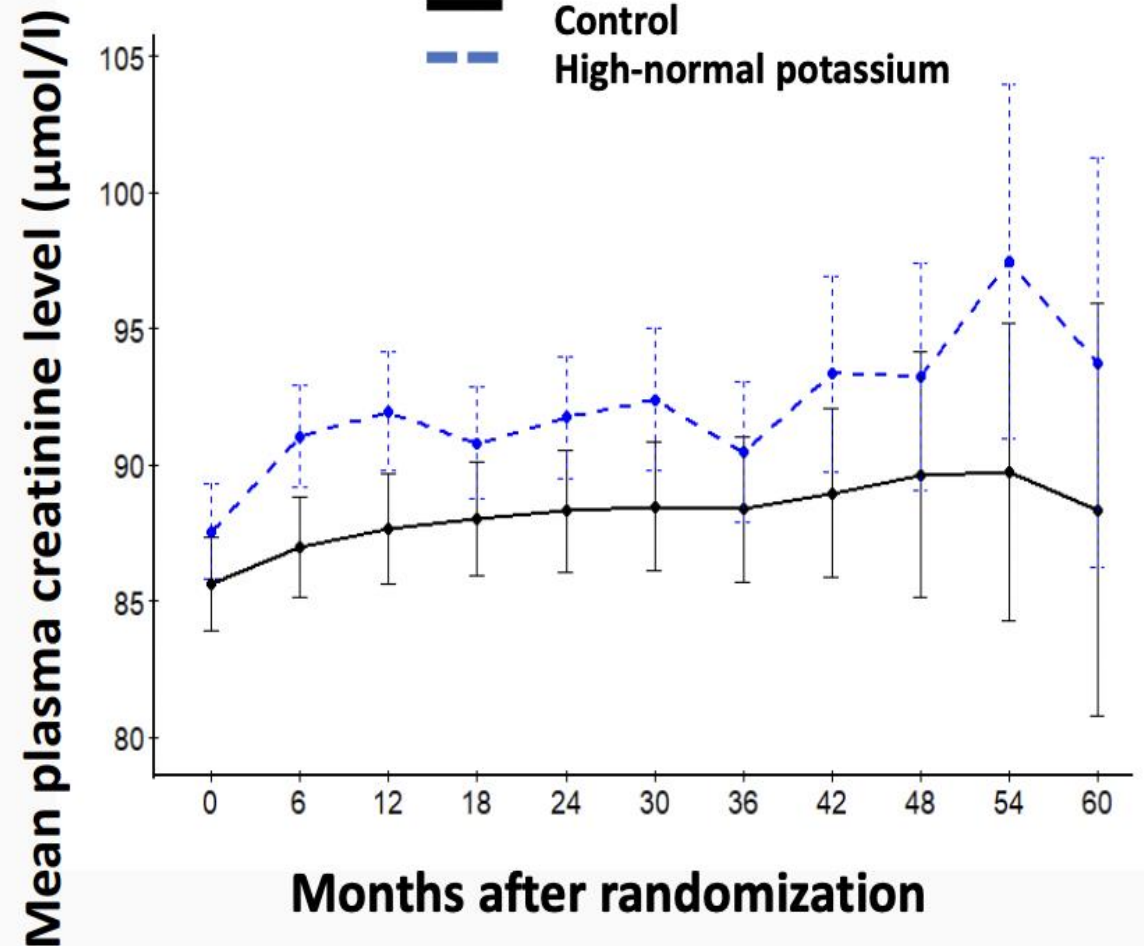 Control
High-normal potassium
Mean plasma creatinine level (µmol/l)
105
100
95
90
85
80
0 6 12 18 24 30 36 42 48 54 60
Months after randomization